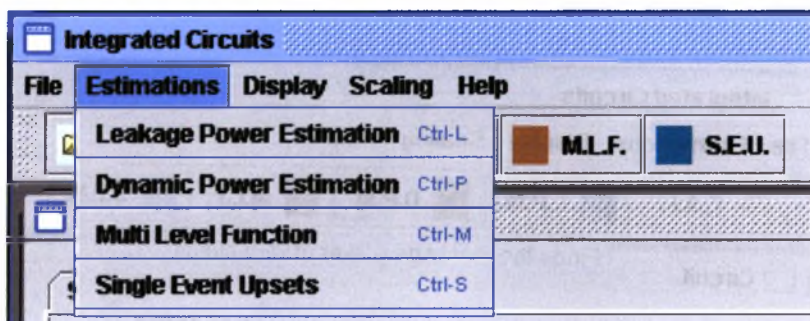 Integrated Circuits
File Estimations Display Scaling Help
Leakage Power Estimation Ctrl-L
M.L.F. S.E.U.
Dynamic Power Estimation Ctrl-P
Multi Level Function Ctrl-M
Single Event Upsets Ctrl-S